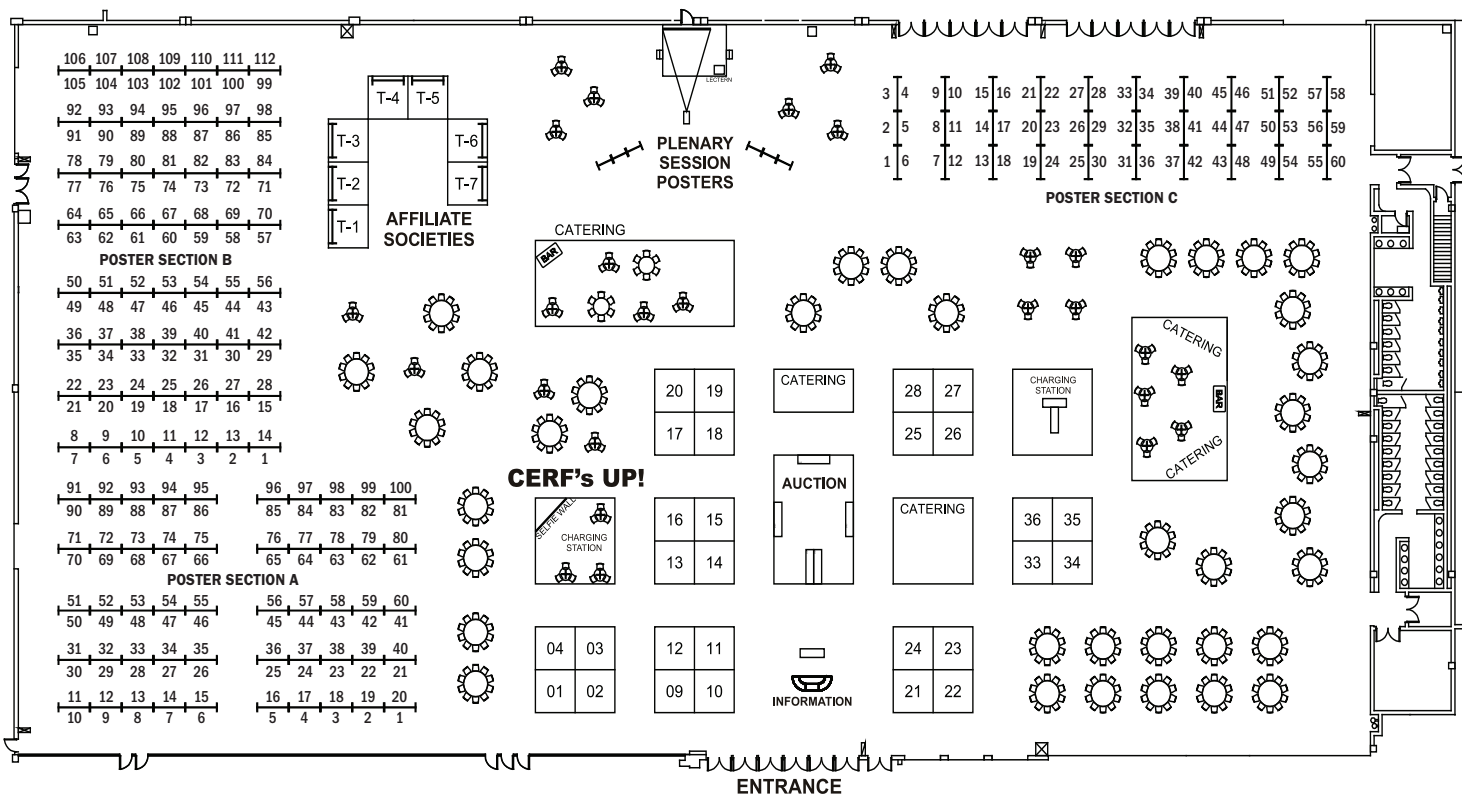 106 107 108 109 110 111 112
105 104 103 102 101 100 99
92 93 94 95 96 97 98
91 90 89 88 87 86 85
78 79 80 81 82 83 84
77 76 75 74 73 72 71
64 65 66 67 68 69 70
63 62 61 60 59 58 57
POSTER SECTION B
50 51 52 53 54 55 56
49 48 47 46 45 44 43
36 37 38 39 40 41 42
35 34 33 32 31 30 29
22 23 24 25 26 27 28
21 20 19 18 17 16 15
8 9 10 11 12 13 14
7 6 5 4 3 2 1
91 92 93 94 95 96 97 98 99 100
90 89 88 87 86 85 84 83 82 81
71 72 73 74 75 76 77 78 79 80
70 69 68 67 66 65 64 63 62 61
POSTER SECTION A
51 52 53 54 55 56 57 58 59 60
50 49 48 47 46 45 44 43 42 41
31 32 33 34 35 36 37 38 39 40
30 29 28 27 26 25 24 23 22 21
11 12 13 14 15 16 17 18 19 20
10 9 8 7 6 5 4 3 2 1
T-4 T-5
T-3 T-6
T-2 T-7
T-1
AFFILIATE
SOCIETIES
LECTERN
PLENARY
SESSION
POSTERS
3 4 9 10 15 16 21 22 27 28 33 34 39 40 45 46 51 52 57 58
2 5 8 11 14 17 20 23 26 29 32 35 38 41 44 47 50 53 56 59
1 6 7 12 13 18 19 24 25 30 31 36 37 42 43 48 49 54 55 60
POSTER SECTION C
CATERING
BAR
20 19
17 18
CATERING
28 27
25 26
CHARGING
STATION
CATERING
BAR
CATERING
CERF's UP!
SELFIE WALL
CHARGING
STATION
16 15
13 14
AUCTION
CATERING
36 35
33 34
04 03
01 02
12 11
09 10
INFORMATION
24 23
21 22
ENTRANCE